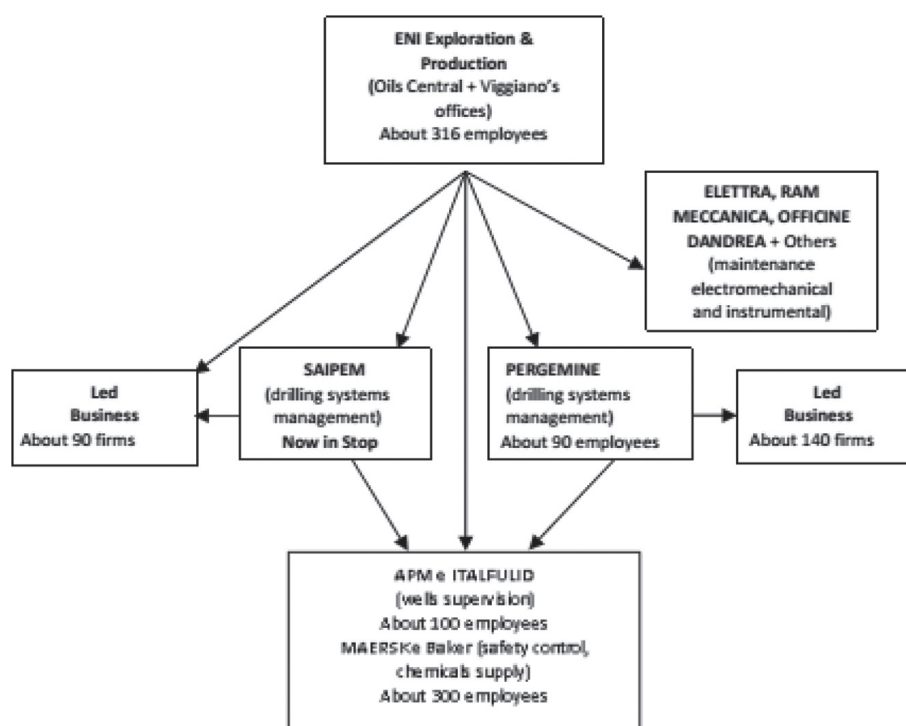 ENI Exploration &
Production
(Oils Central + Viggiano's
offices)
About 316 employees
ELETTRA, RAM
MECCANICA, OFFICINE
DANDREA + Others
(maintenance
electromechanical
and instrumental)
Led
Business
About 90 firms
SAIPEM
(drilling systems
management)
Now in Stop
PERGEMINE
(drilling systems
management)
About 90 employees
Led
Business
About 140 firms
APM e ITALFULID
(wells supervision)
About 100 employees
MAERSK e Baker (safety control,
chemicals supply)
About 300 employees